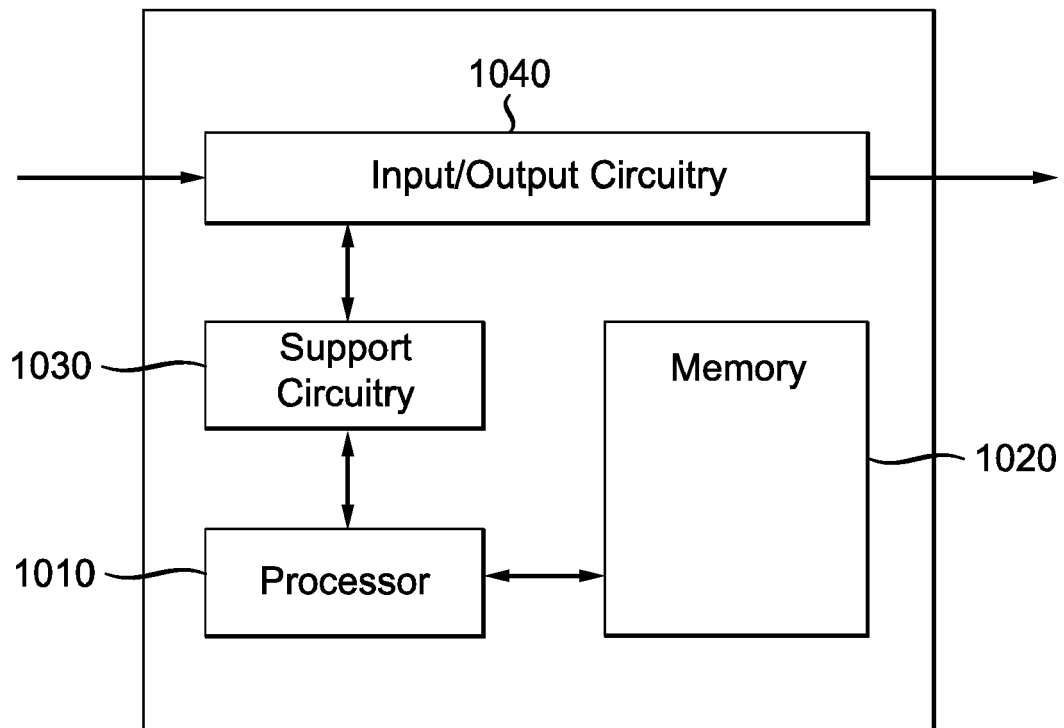 1040
Input/Output Circuitry
1030
Support
Circuitry
Memory
1020
1010
Processor